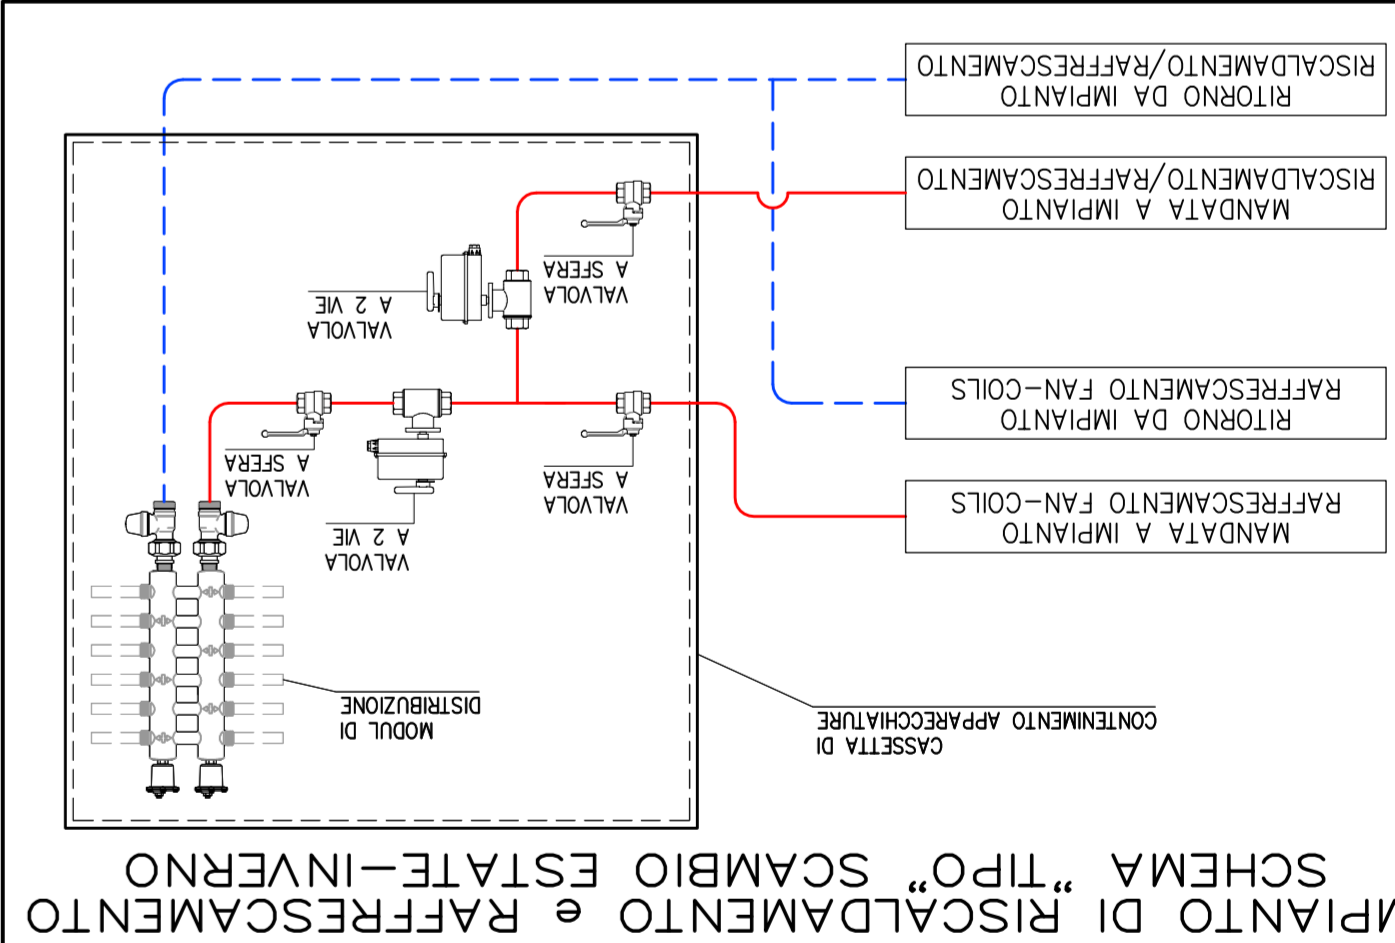 MPIANTO DI RISCALDAMENTO e RAFFRESCAMENTO
SCHEMA "TIPO" SCAMBIO ESTATE-INVERNO
CASSETTA DI
CONTENIMENTO APPARECCHIATURE
MODUL DI
DISTRIBUZIONE
MANDATA A IMPIANTO
RAFFRESCAMENTO FAN-COILS
VALVOLA
A 2 VIE
VALVOLA
A SFERA
VALVOLA
A SFERA
RITORNO DA IMPIANTO
RAFFRESCAMENTO FAN-COILS
VALVOLA
A 2 VIE
VALVOLA
A SFERA
MANDATA A IMPIANTO
RISCALDAMENTO/RAFFRESCAMENTO
RITORNO DA IMPIANTO
RISCALDAMENTO/RAFFRESCAMENTO